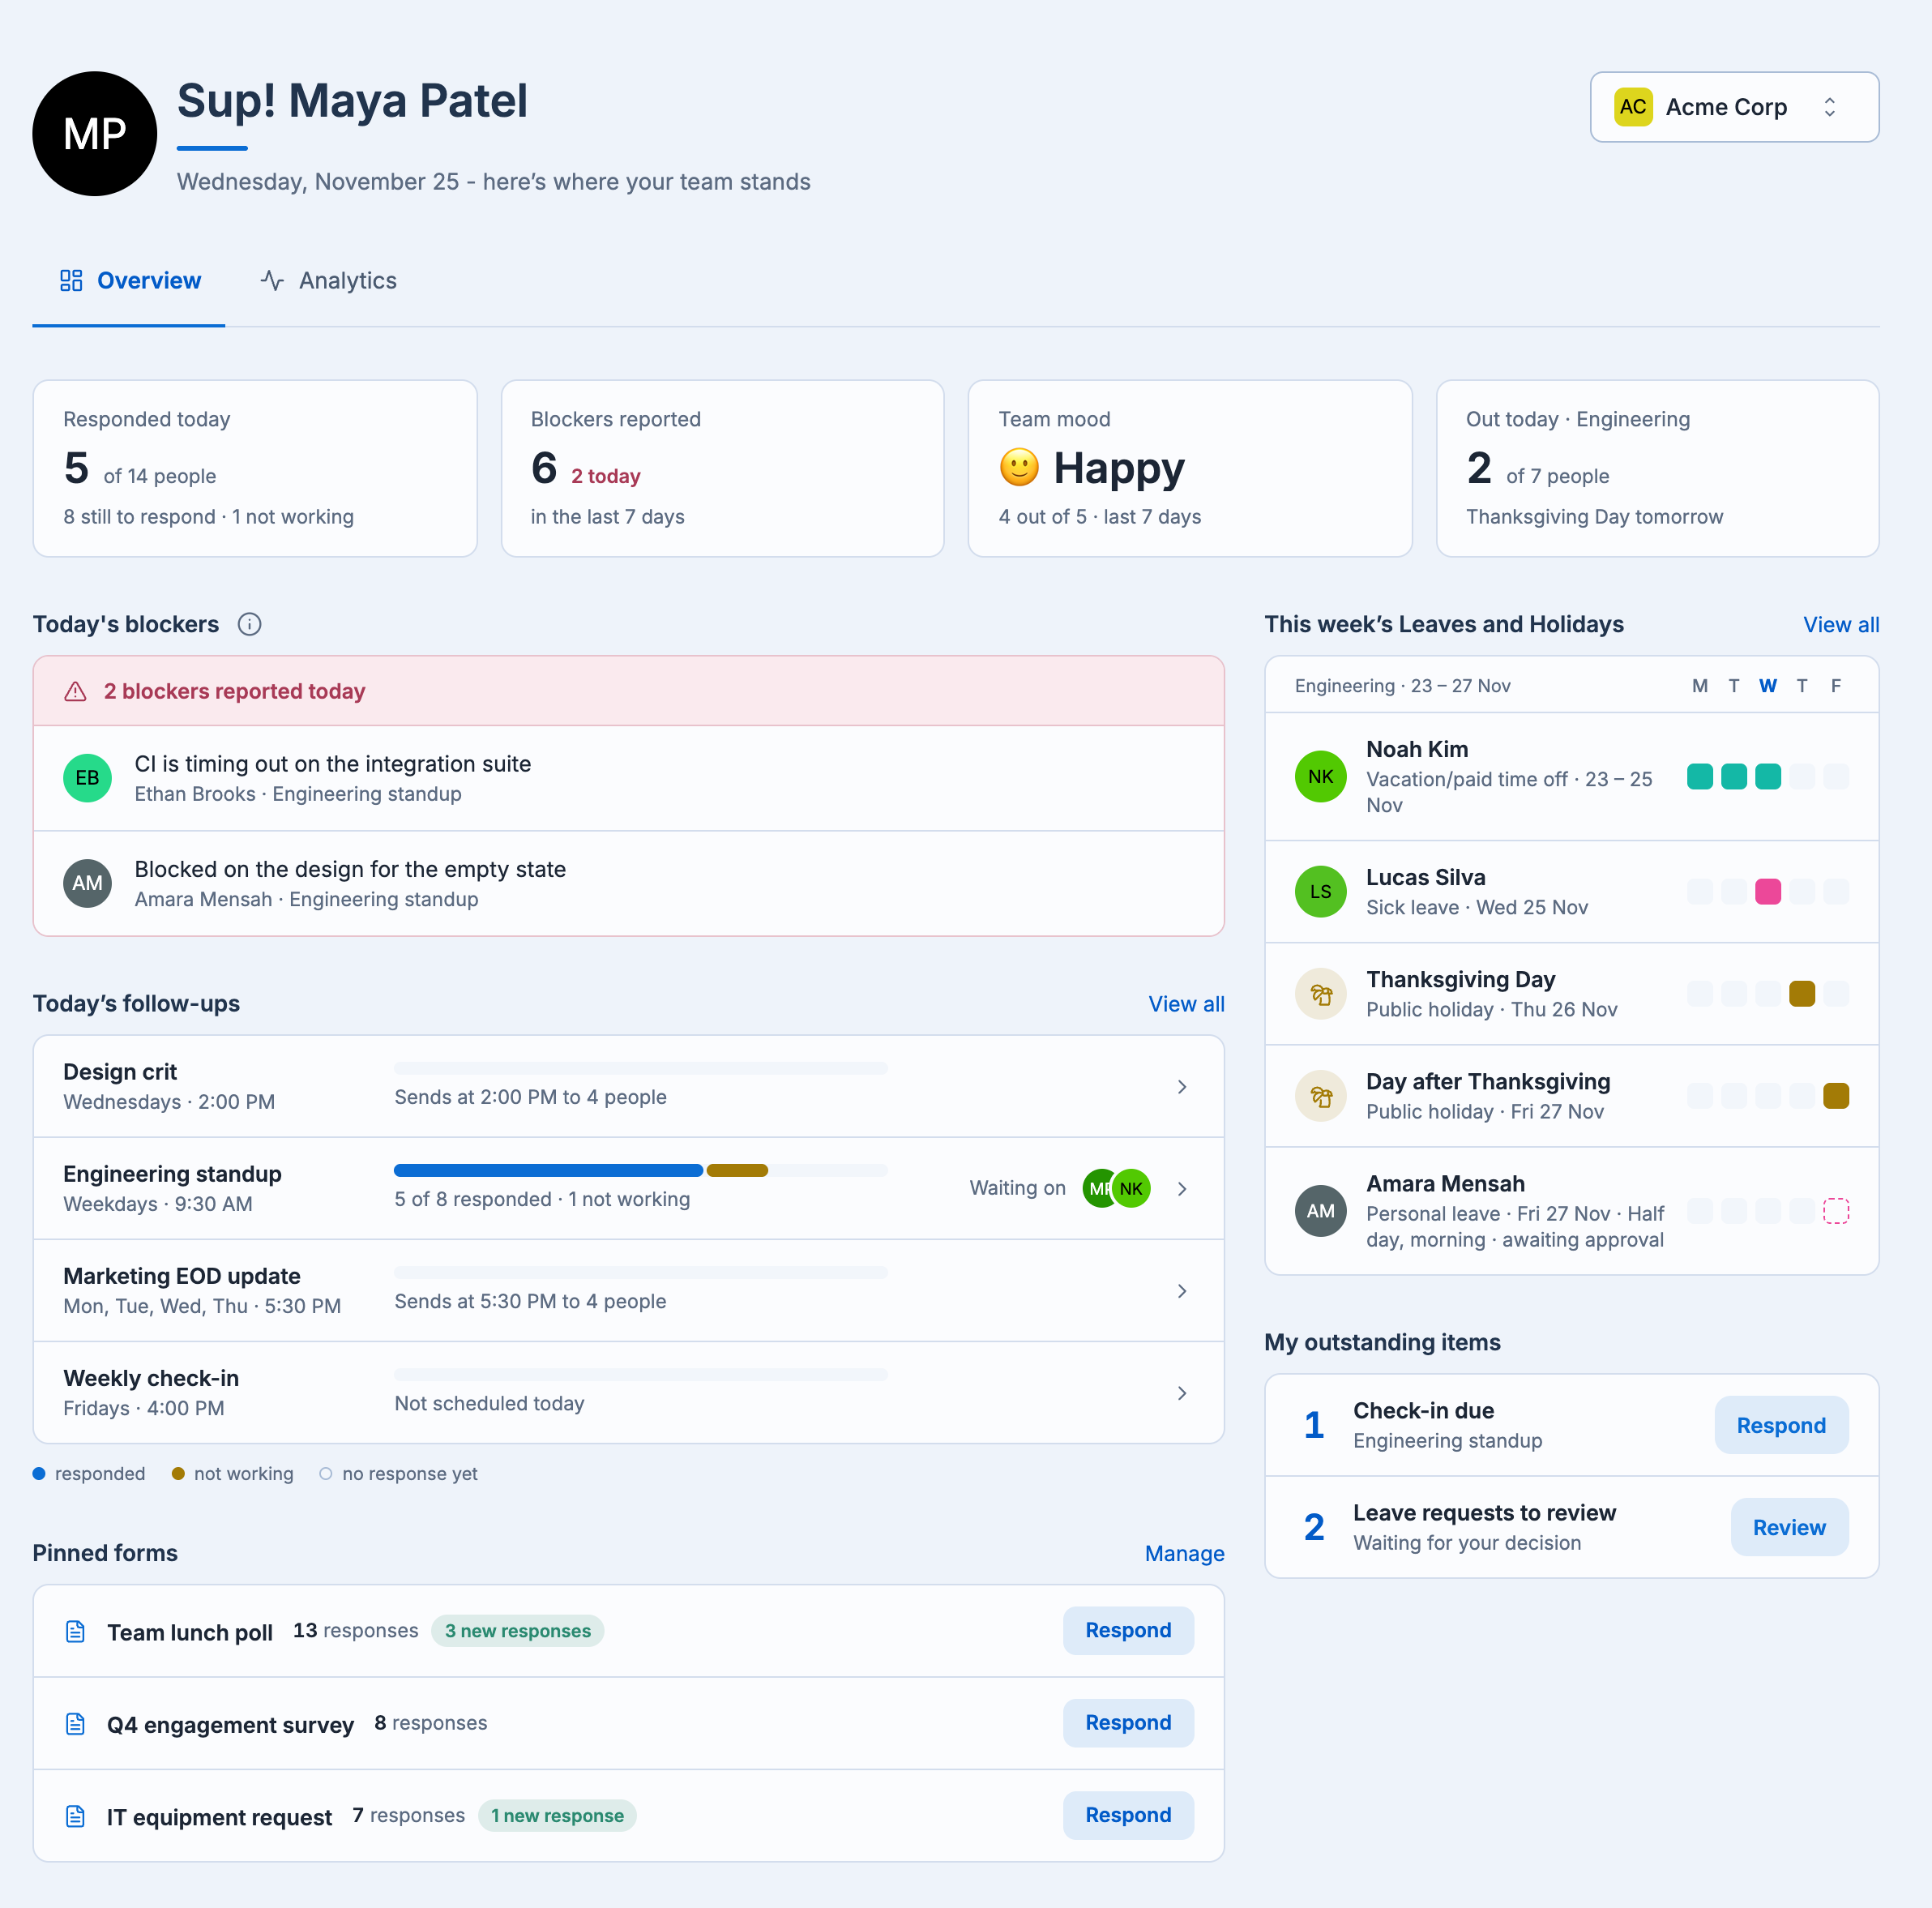 MP
Sup! Maya Patel
Wednesday, November 25 - here’s where your team stands
AC Acme Corp
Overview
Analytics
Responded today
5 of 14 people
8 still to respond · 1 not working
Blockers reported
6 2 today
in the last 7 days
Team mood
🙂 Happy
4 out of 5 · last 7 days
Out today · Engineering
2 of 7 people
Thanksgiving Day tomorrow
Today's blockers
2 blockers reported today
EB
CI is timing out on the integration suite
Ethan Brooks · Engineering standup
AM
Blocked on the design for the empty state
Amara Mensah · Engineering standup
Today’s follow-ups
View all
Design crit
Wednesdays · 2:00 PM
Sends at 2:00 PM to 4 people
Engineering standup
Weekdays · 9:30 AM
5 of 8 responded · 1 not working
Waiting on
NK
Marketing EOD update
Mon, Tue, Wed, Thu · 5:30 PM
Sends at 5:30 PM to 4 people
Weekly check-in
Fridays · 4:00 PM
Not scheduled today
responded
not working
no response yet
Pinned forms
Manage
Team lunch poll 13 responses 3 new responses
Respond
Q4 engagement survey 8 responses
Respond
IT equipment request 7 responses 1 new response
Respond
This week’s Leaves and Holidays
View all
Engineering · 23 – 27 Nov
M T W T F
NK
Noah Kim
Vacation/paid time off · 23 – 25
Nov
LS
Lucas Silva
Sick leave · Wed 25 Nov
Thanksgiving Day
Public holiday · Thu 26 Nov
Day after Thanksgiving
Public holiday · Fri 27 Nov
AM
Amara Mensah
Personal leave · Fri 27 Nov · Half
day, morning · awaiting approval
My outstanding items
1
Check-in due
Engineering standup
Respond
2
Leave requests to review
Waiting for your decision
Review